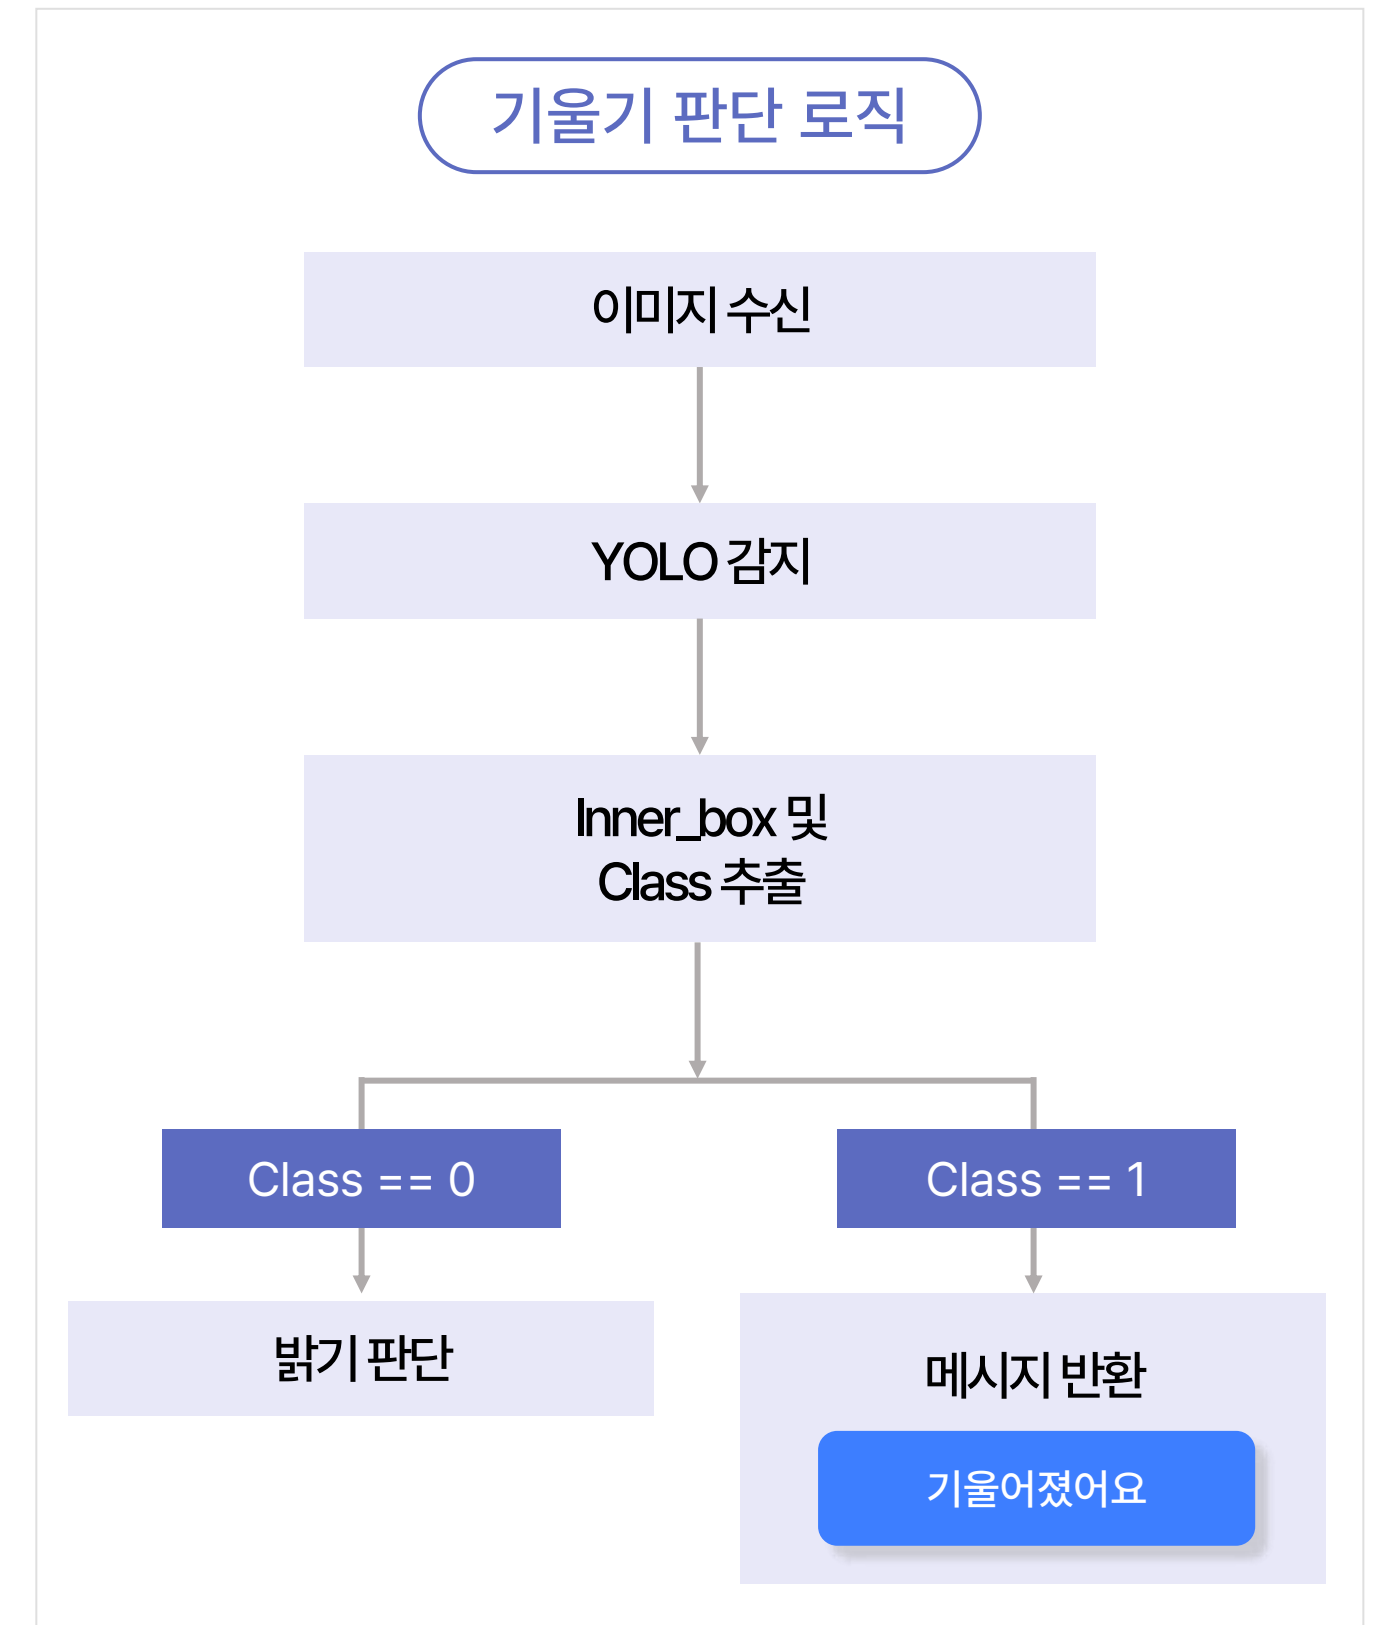 기울기 판단 로직
이미지 수신
YOLO 감지
Inner_box 및
Class 추출
Class == 0
Class == 1
밝기 판단
메시지 반환
기울어졌어요